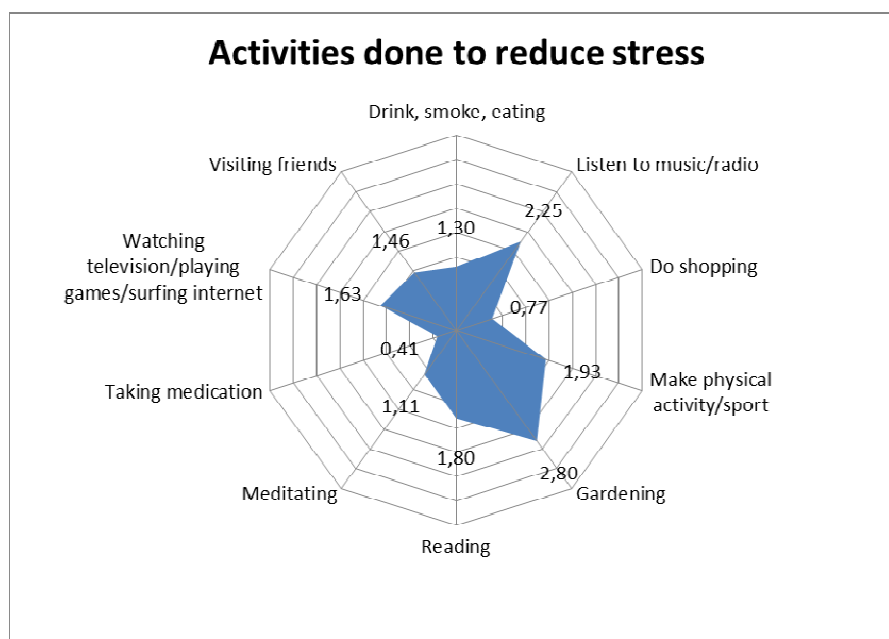 Activities done to reduce stress
Drink, smoke, eating
Visiting friends
Listen to music/radio
2,25
1,30
1,46
Watching
television/playing
games/surfing internet
Do shopping
1,63
0,77
0,41
1,93
Taking medication
Make physical
activity/sport
1,11
1,80
2,80
Meditating
Gardening
Reading